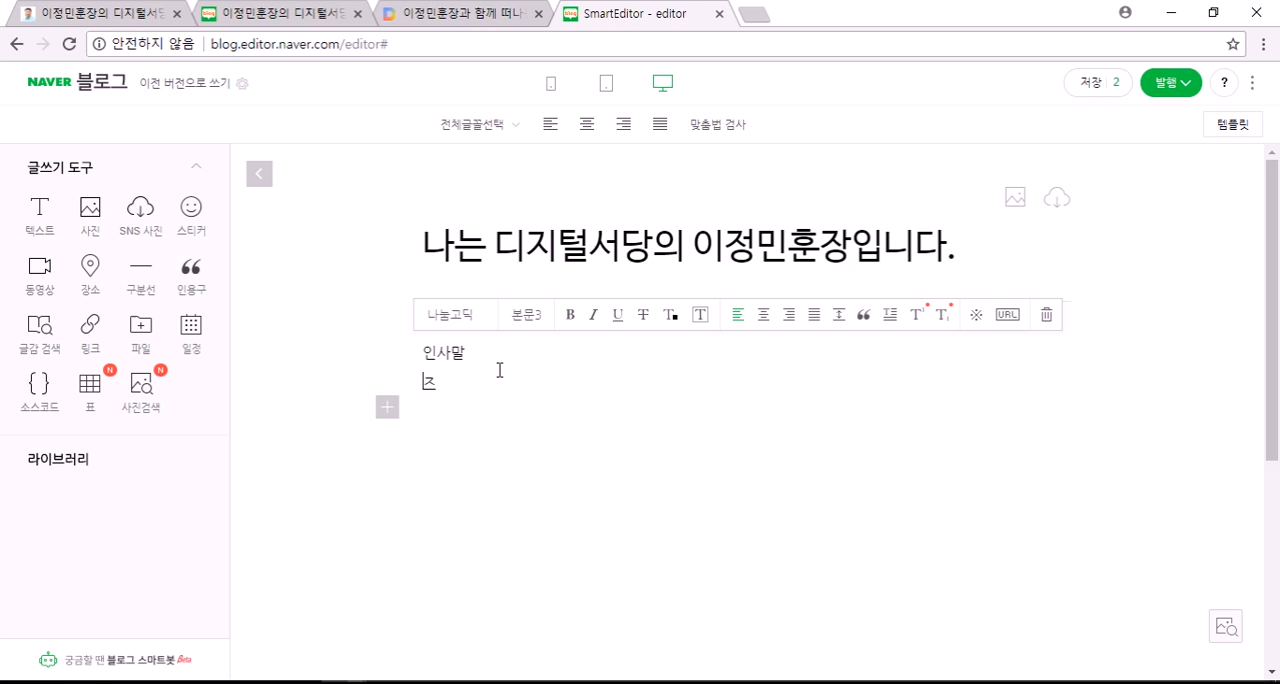 이정민훈장의 디지털서당
이정민훈장의 디지털서
이정민훈장과 함께 떠나
SmartEditor - editor
안전하지 않음
blog.editor.naver.com/editor#
NAVER 블로그
이전 버전으로 쓰기
저장 2
발행
?
전체글꼴선택
맞춤법 검사
템플릿
글쓰기 도구
텍스트
사진
SNS 사진
스티커
동영상
장소
구분선
인용구
글감 검색
링크
파일
일정
소스코드
표
사진검색
N
N
라이브러리
궁금할 땐 블로그 스마트봇 Beta
나는 디지털서당의 이정민훈장입니다.
나눔고딕
본문3
B I U T T T
URL
인사말
즈